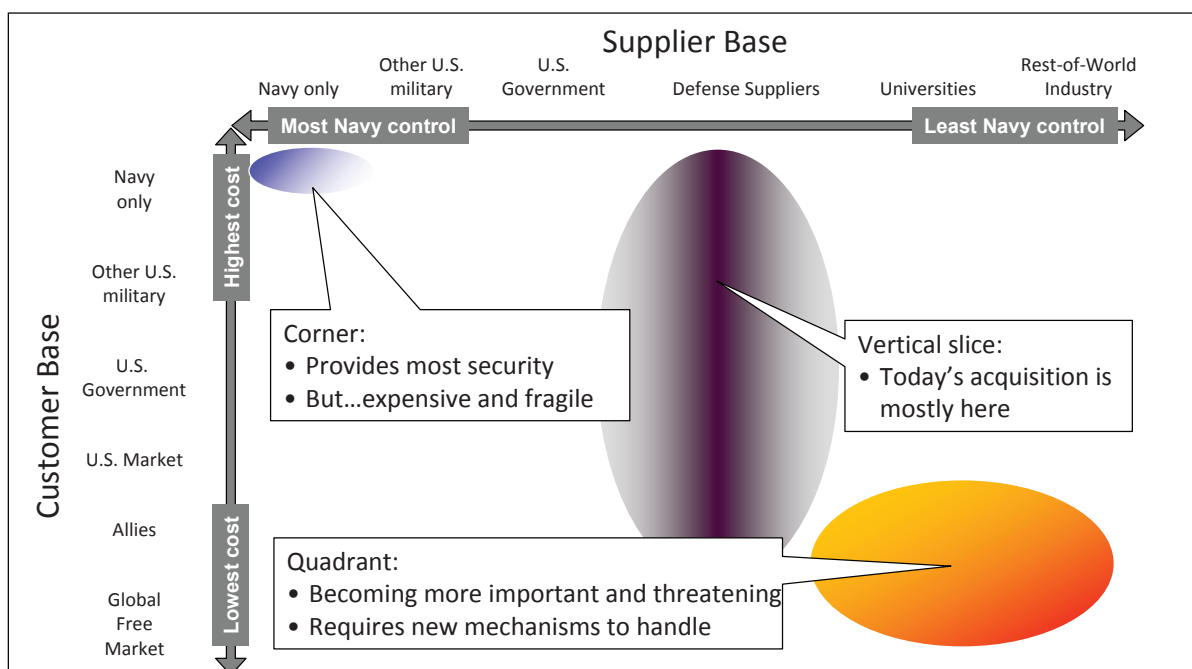 Supplier Base
Navy only
Other U.S.
military
U.S.
Government
Defense Suppliers
Universities
Rest-of-World
Industry
Most Navy control
Least Navy control
Customer Base
Navy
only
Other U.S.
military
U.S.
Government
U.S. Market
Allies
Global
Free
Market
Highest cost
Lowest cost
Corner:
• Provides most security
• But...expensive and fragile
Vertical slice:
• Today's acquisition is
mostly here
Quadrant:
• Becoming more important and threatening
• Requires new mechanisms to handle